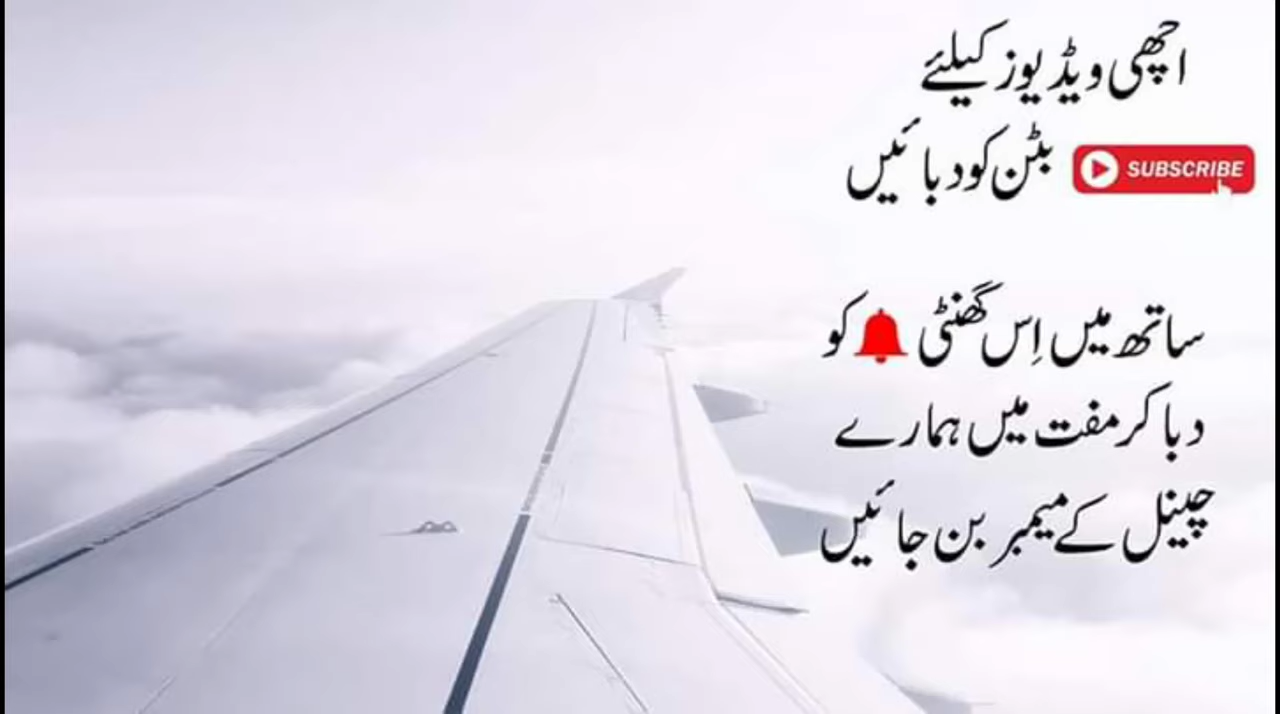 اچھی ویڈیوز کیلئے
SUBSCRIBE بٹن کو دبائیں
ساتھ میں اِس گھنٹی 🔔 کو
دبا کر مفت میں ہمارے
چینل کے میمبر بن جائیں